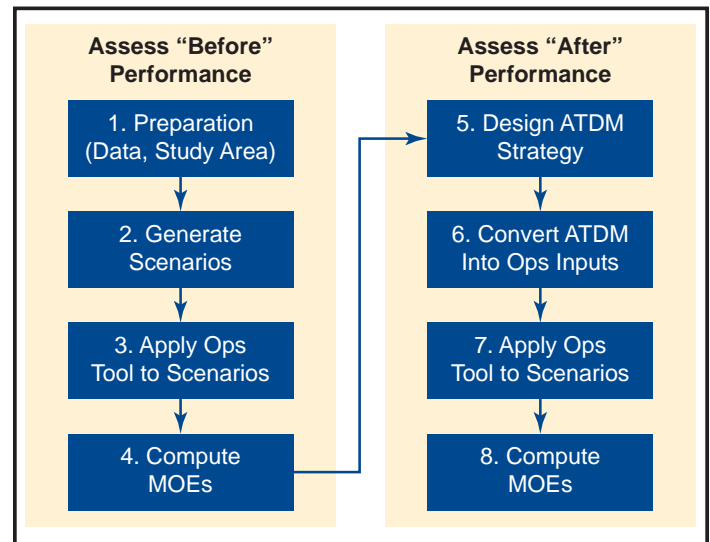 Assess “Before”
Performance
1. Preparation
(Data, Study Area)
2. Generate
Scenarios
3. Apply Ops
Tool to Scenarios
4. Compute
MOEs
Assess “After”
Performance
5. Design ATDM
Strategy
6. Convert ATDM
Into Ops Inputs
7. Apply Ops
Tool to Scenarios
8. Compute
MOEs